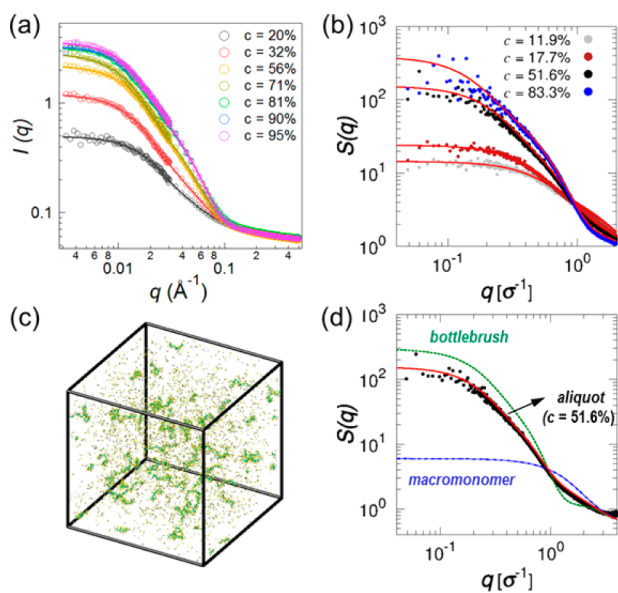 (a)
c = 20%
c = 32%
c = 56%
c = 71%
c = 81%
c = 90%
c = 95%
I (q)
1
0.1
4 6 8 2 4 6 8 2 4
0.01 0.1
q (Å⁻¹)
(b)
c = 11.9%
c = 17.7%
c = 51.6%
c = 83.3%
S(q)
10³
10²
10¹
10⁰
10⁻¹ 10⁰
q [σ⁻¹]
(c)
(d)
bottlebrush
aliquot
(c = 51.6%)
macromonomer
S(q)
10³
10²
10¹
10⁰
10⁻¹ 10⁰
q [σ⁻¹]